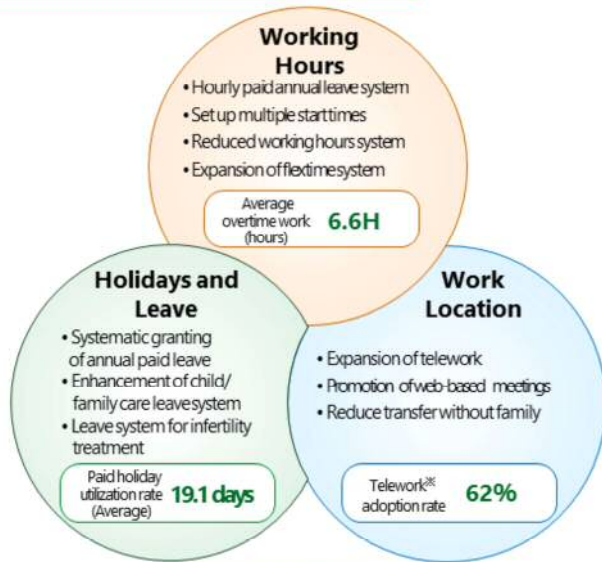 Working
Hours
• Hourly paid annual leave system
• Set up multiple start times
• Reduced working hours system
• Expansion of flextime system
Average
overtime work
(hours)
6.6H
Holidays and
Leave
• Systematic granting
of annual paid leave
• Enhancement of child/
family care leave system
• Leave system for infertility
treatment
Paid holiday
utilization rate
(Average)
19.1 days
Work
Location
• Expansion of telework
• Promotion of web-based meetings
• Reduce transfer without family
Telework※
adoption rate
62%